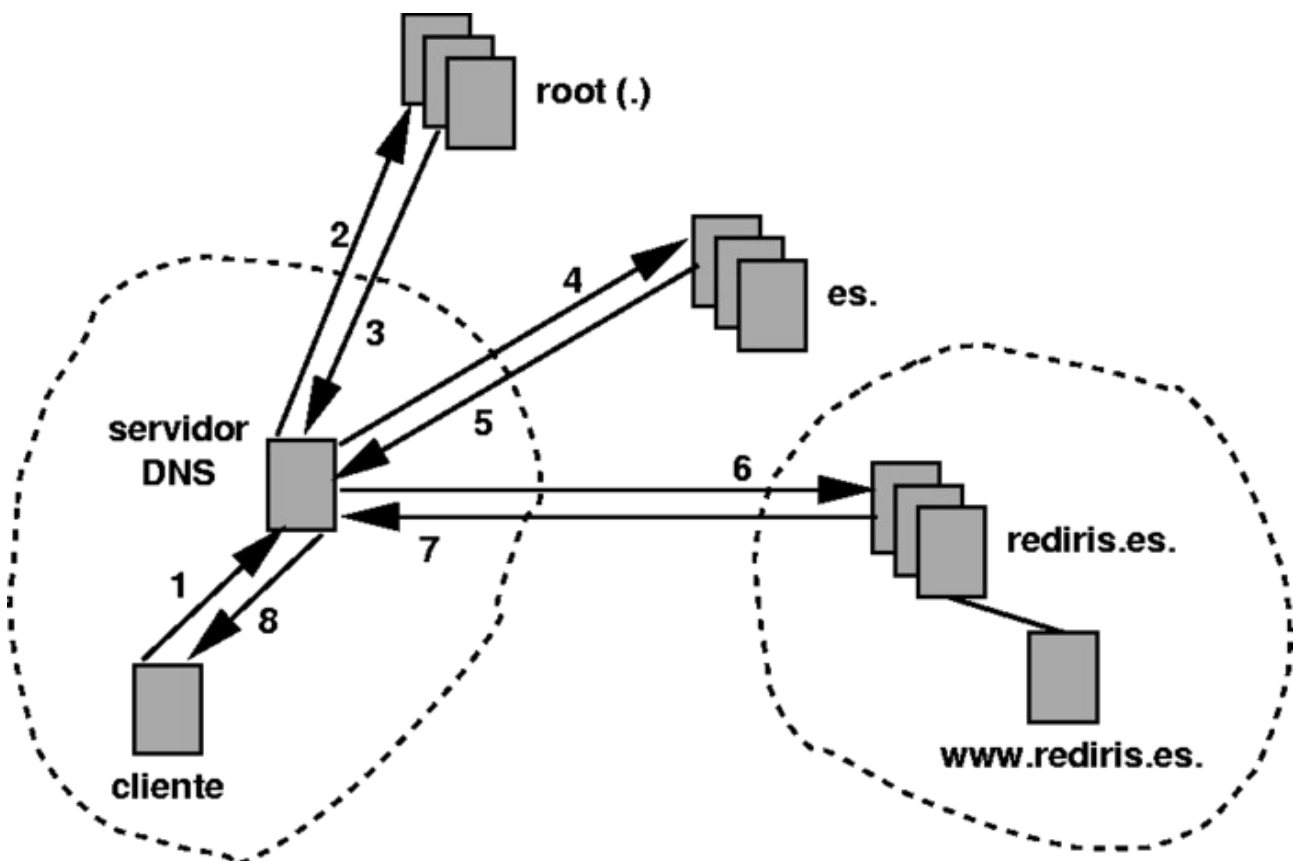 root (.)
2
4
es.
3
5
servidor
DNS
6
7
rediris.es.
1
8
www.rediris.es.
cliente